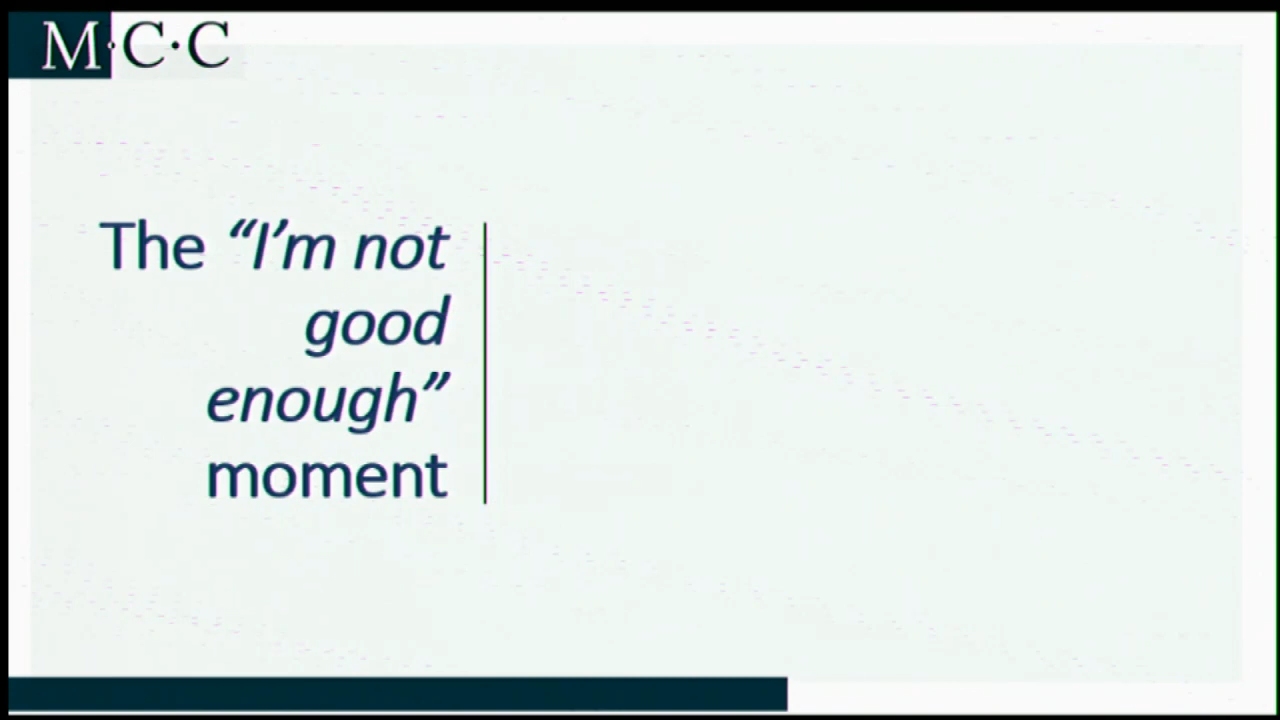 M·C·C
The “I’m not
good
enough”
moment